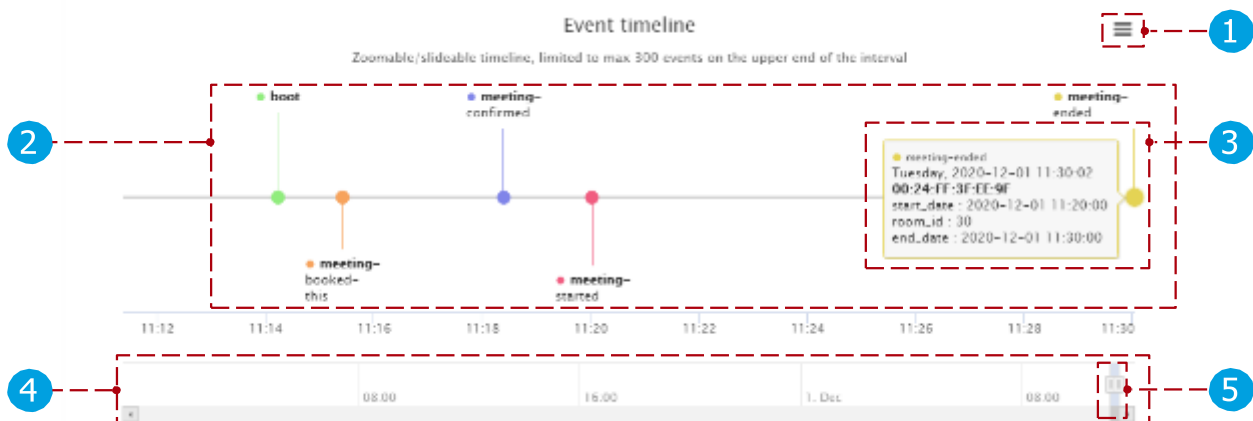 Event timeline
1
Zoomable/slideable timeline, limited to max 300 events on the upper end of the interval
boot
meeting-
confirmed
meeting-
ended
2
3
meeting-ended
Tuesday, 2020-12-01 11:30:02
00:24:FF:3F:EE:9F
start_date : 2020-12-01 11:20:00
room_id : 30
end_date : 2020-12-01 11:30:00
meeting-
booked-
this
meeting-
started
11:12
11:14
11:16
11:18
11:20
11:22
11:24
11:26
11:28
11:30
4
08:00
16:00
1. Dec
08:00
5